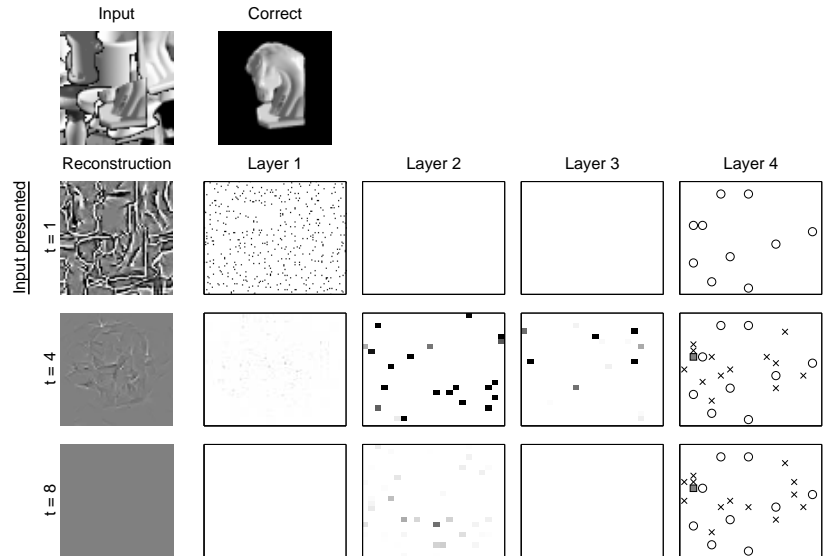 Input Correct
Reconstruction Layer 1 Layer 2 Layer 3 Layer 4
Input presented
t = 1
t = 4
t = 8